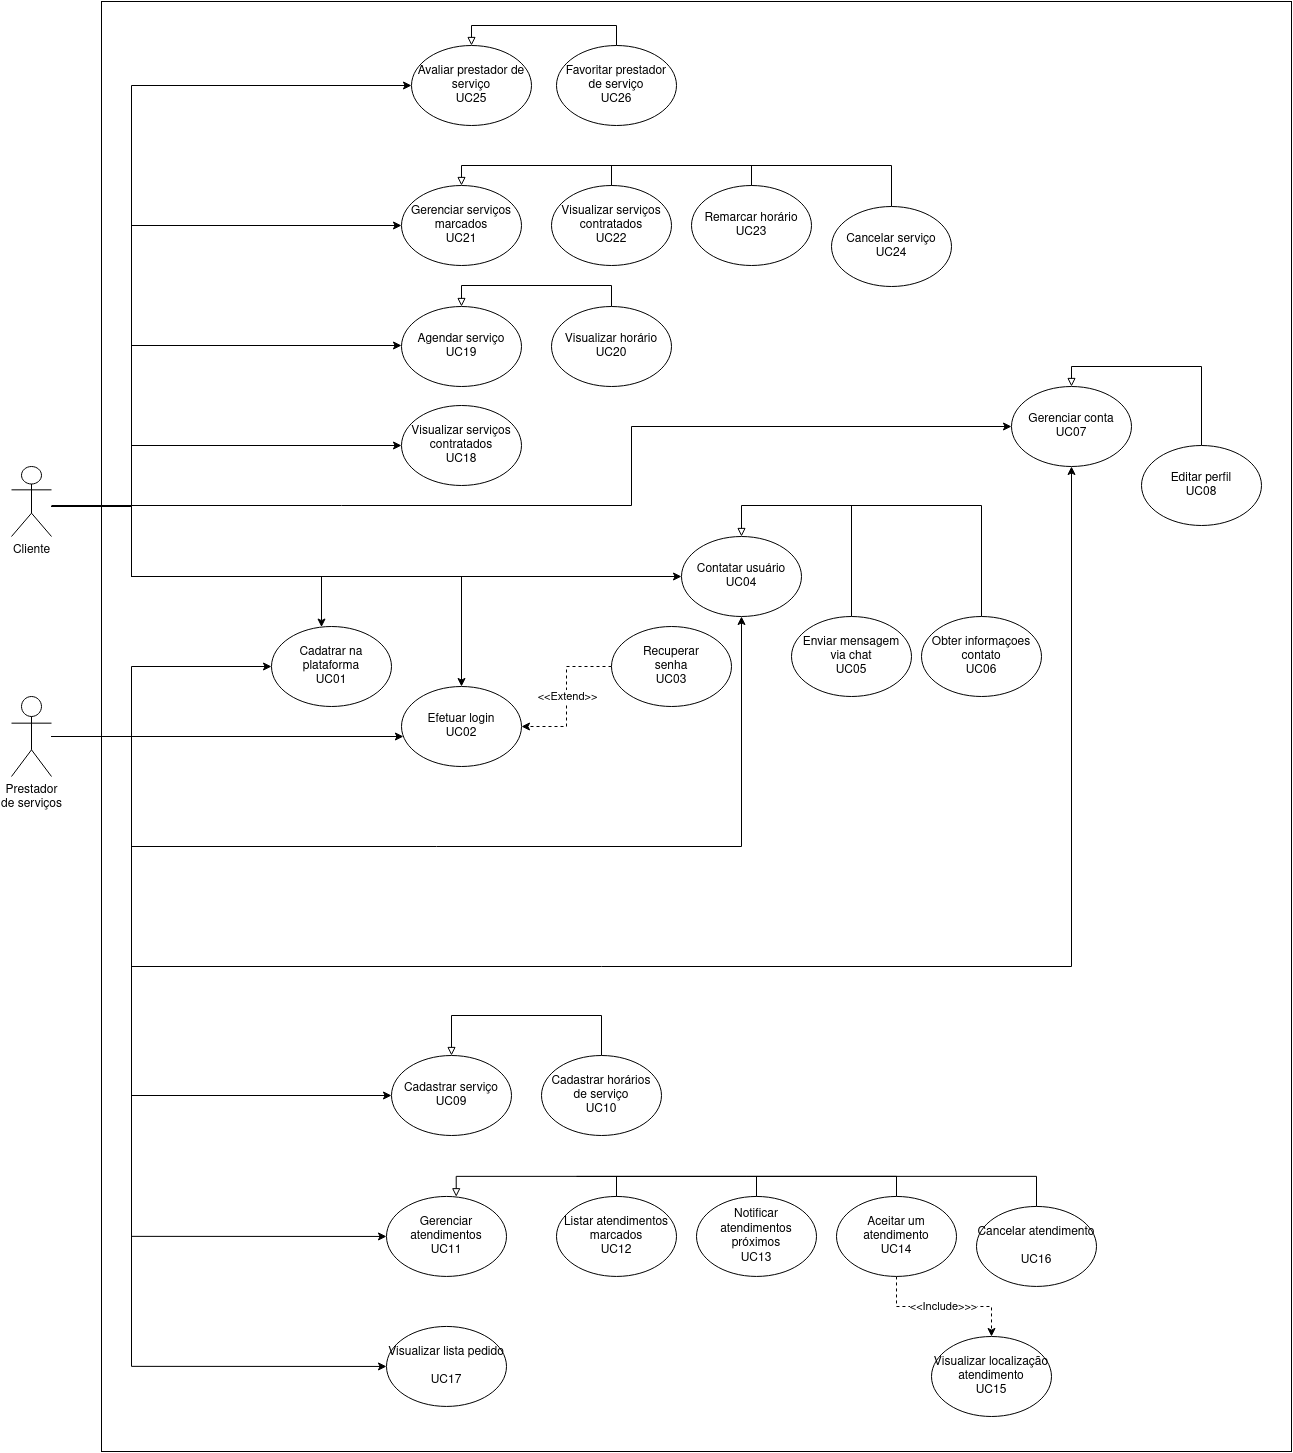 Avaliar prestador de
serviço
UC25
Favoritar prestador
de serviço
UC26
Gerenciar serviços
marcados
UC21
Visualizar serviços
contratados
UC22
Remarcar horário
UC23
Cancelar serviço
UC24
Agendar serviço
UC19
Visualizar horário
UC20
Visualizar serviços
contratados
UC18
Gerenciar conta
UC07
Editar perfil
UC08
Cliente
Contatar usuário
UC04
Cadatrar na
plataforma
UC01
Recuperar
senha
UC03
Enviar mensagem
via chat
UC05
Obter informaçoes
contato
UC06
<<Extend>>
Efetuar login
UC02
Prestador
de serviços
Cadastrar serviço
UC09
Cadastrar horários
de serviço
UC10
Gerenciar
atendimentos
UC11
Listar atendimentos
marcados
UC12
Notificar
atendimentos
próximos
UC13
Aceitar um
atendimento
UC14
Cancelar atendimento
UC16
<<Include>>>
Visualizar lista pedido
UC17
Visualizar localização
atendimento
UC15